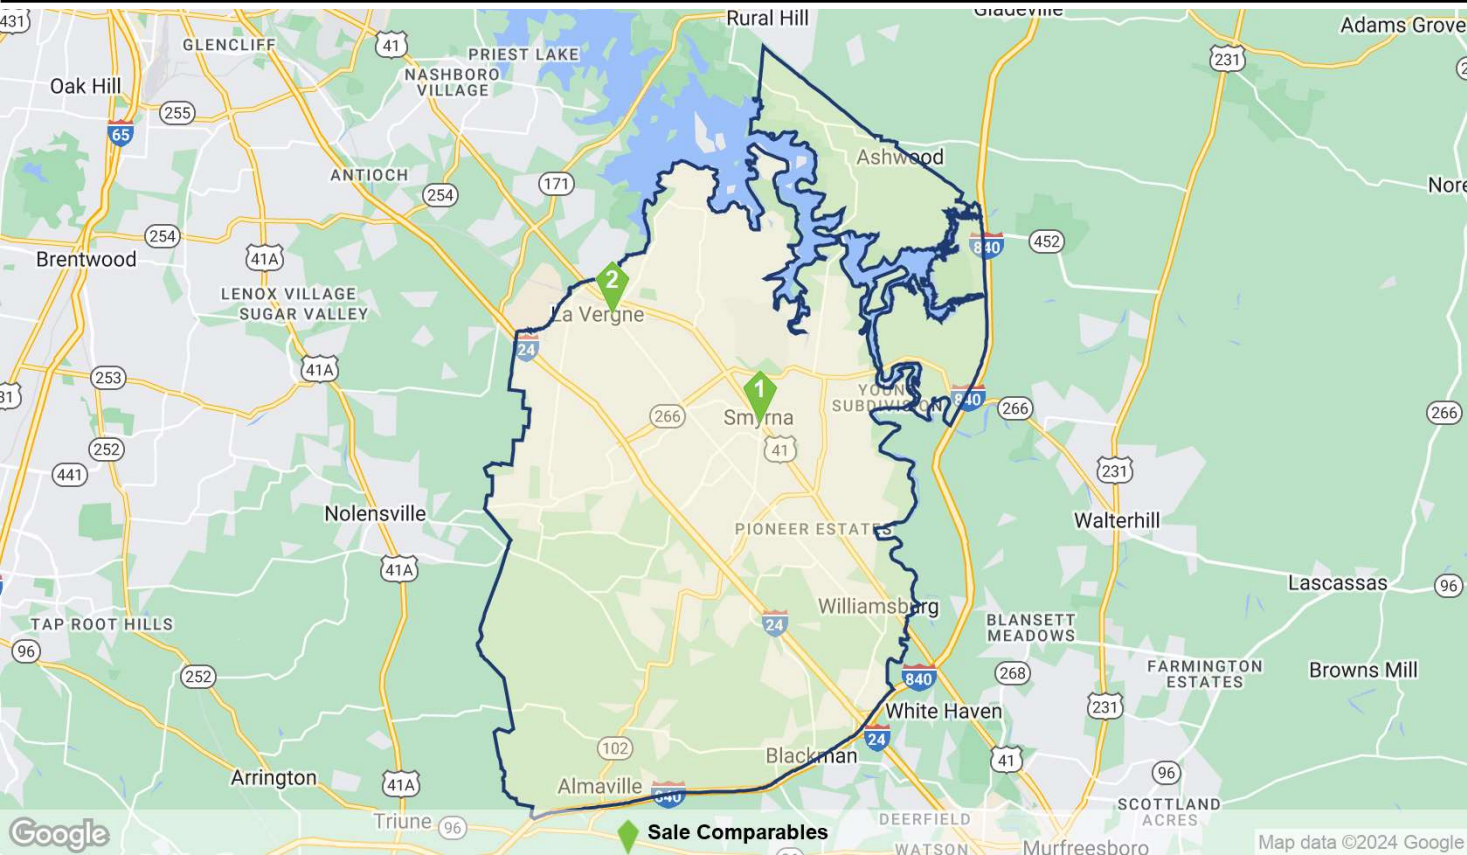 431
Rural Hill
Gladeville
Adams Grove
GLENCLIFF
41
PRIEST LAKE
231
NASHBORO
VILLAGE
Oak Hill
255
65
Ashwood
ANTIOCH
171
254
254
452
840
Brentwood
41A
2
LENOX VILLAGE
SUGAR VALLEY
La Vergne
24
41A
253
1
YOUNG
SUBDIVISION
840
266
266
266
Smyrna
41
252
441
231
Nolensville
Walterhill
PIONEER ESTATES
41A
Lascassas
96
Williamsburg
TAP ROOT HILLS
24
BLANSETT
MEADOWS
96
252
840
268
FARMINGTON
ESTATES
Browns Mill
White Haven
231
24
102
Blackman
41
Arrington
41A
Almaville
840
96
SCOTTLAND
ACRES
Triune
96
DEERFIELD
Google
Sale Comparables
Map data ©2024 Google
WATSON
Murfreesboro